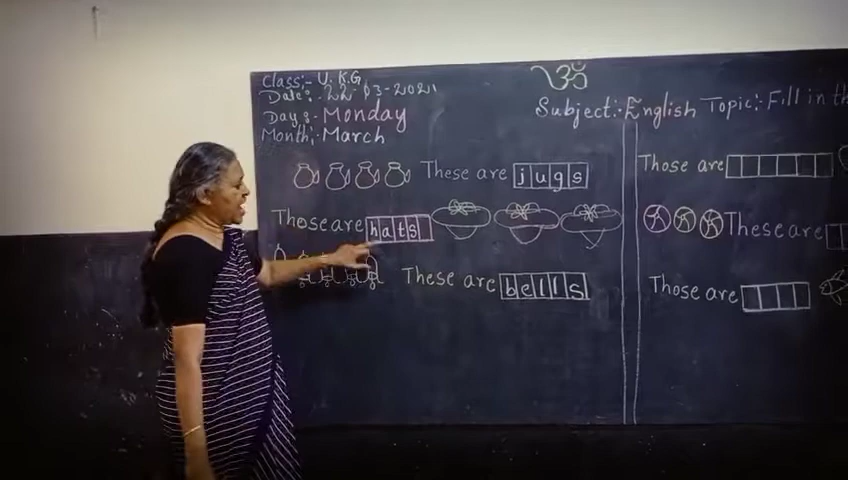 ॐ
Class:- U.K.G
Date:- 22-03-2021
Day:- Monday
Month:- March
Subject:- English Topic:- Fill in
These are jugs
Those are hats
These are bells
Those are
These are
Those are